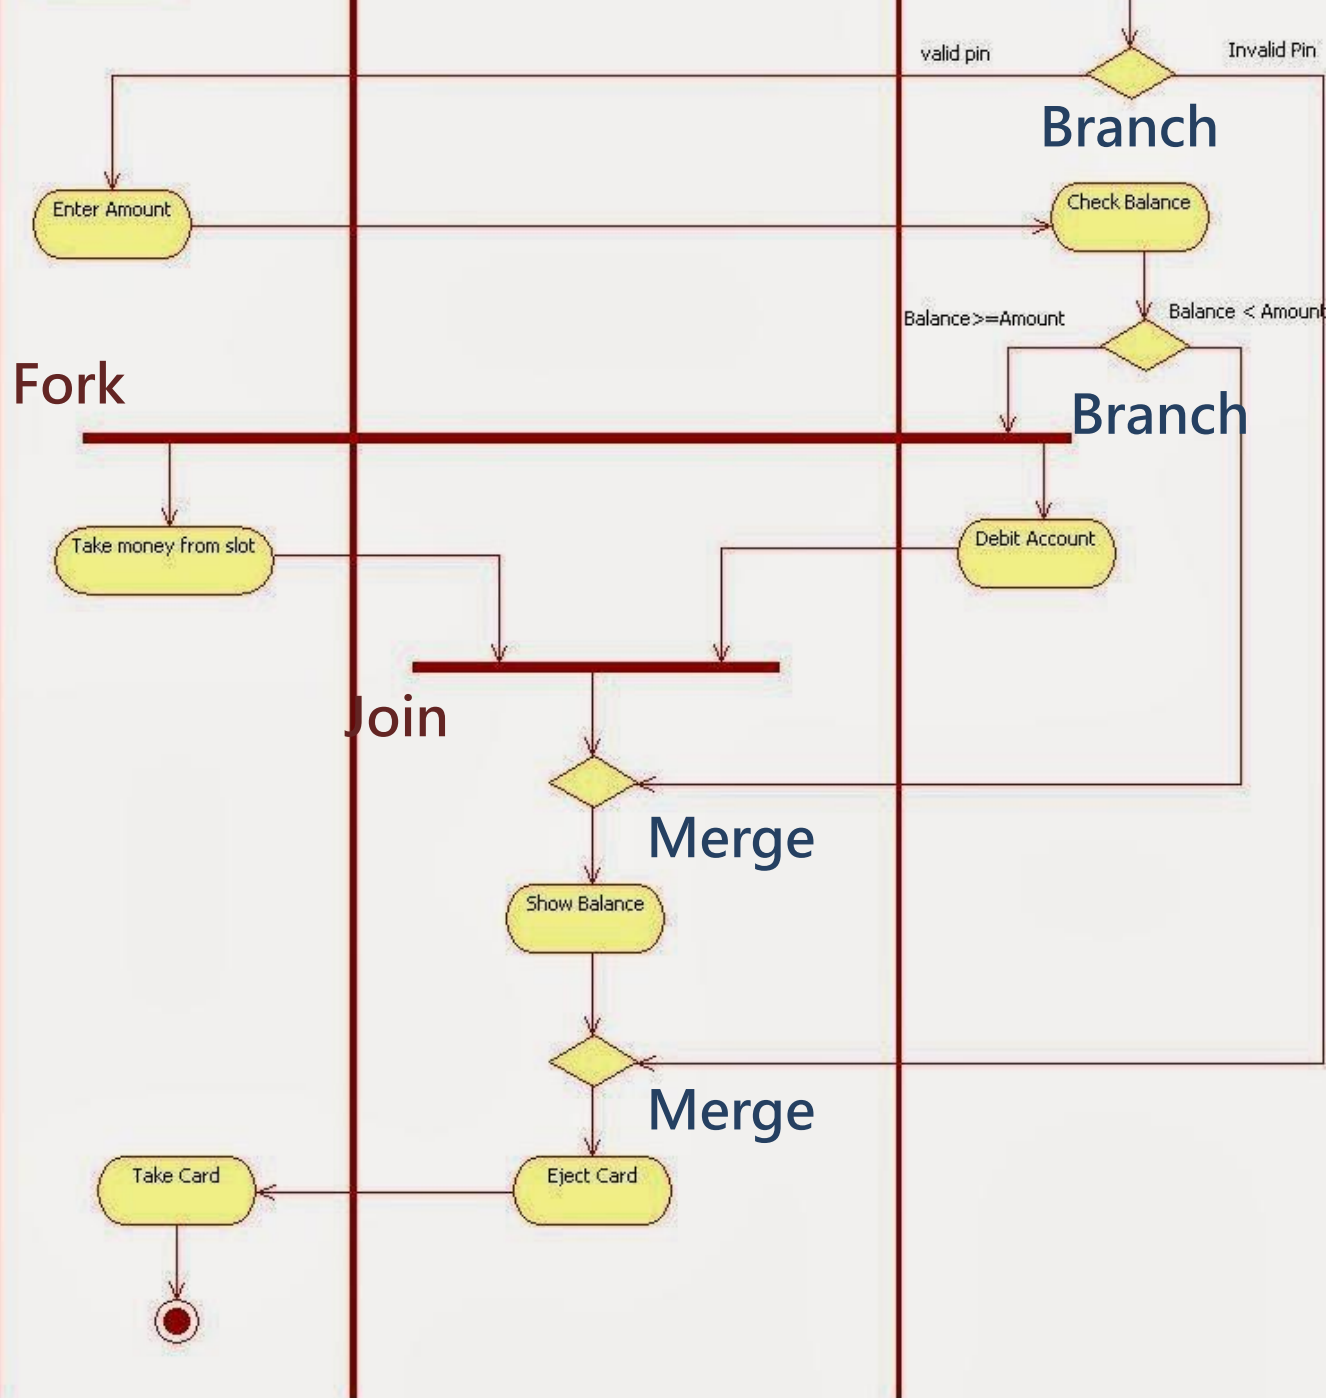 valid pin
Invalid Pin
Branch
Enter Amount
Check Balance
Balance>=Amount
Balance < Amount
Fork
Branch
Take money from slot
Debit Account
Join
Merge
Show Balance
Merge
Take Card
Eject Card